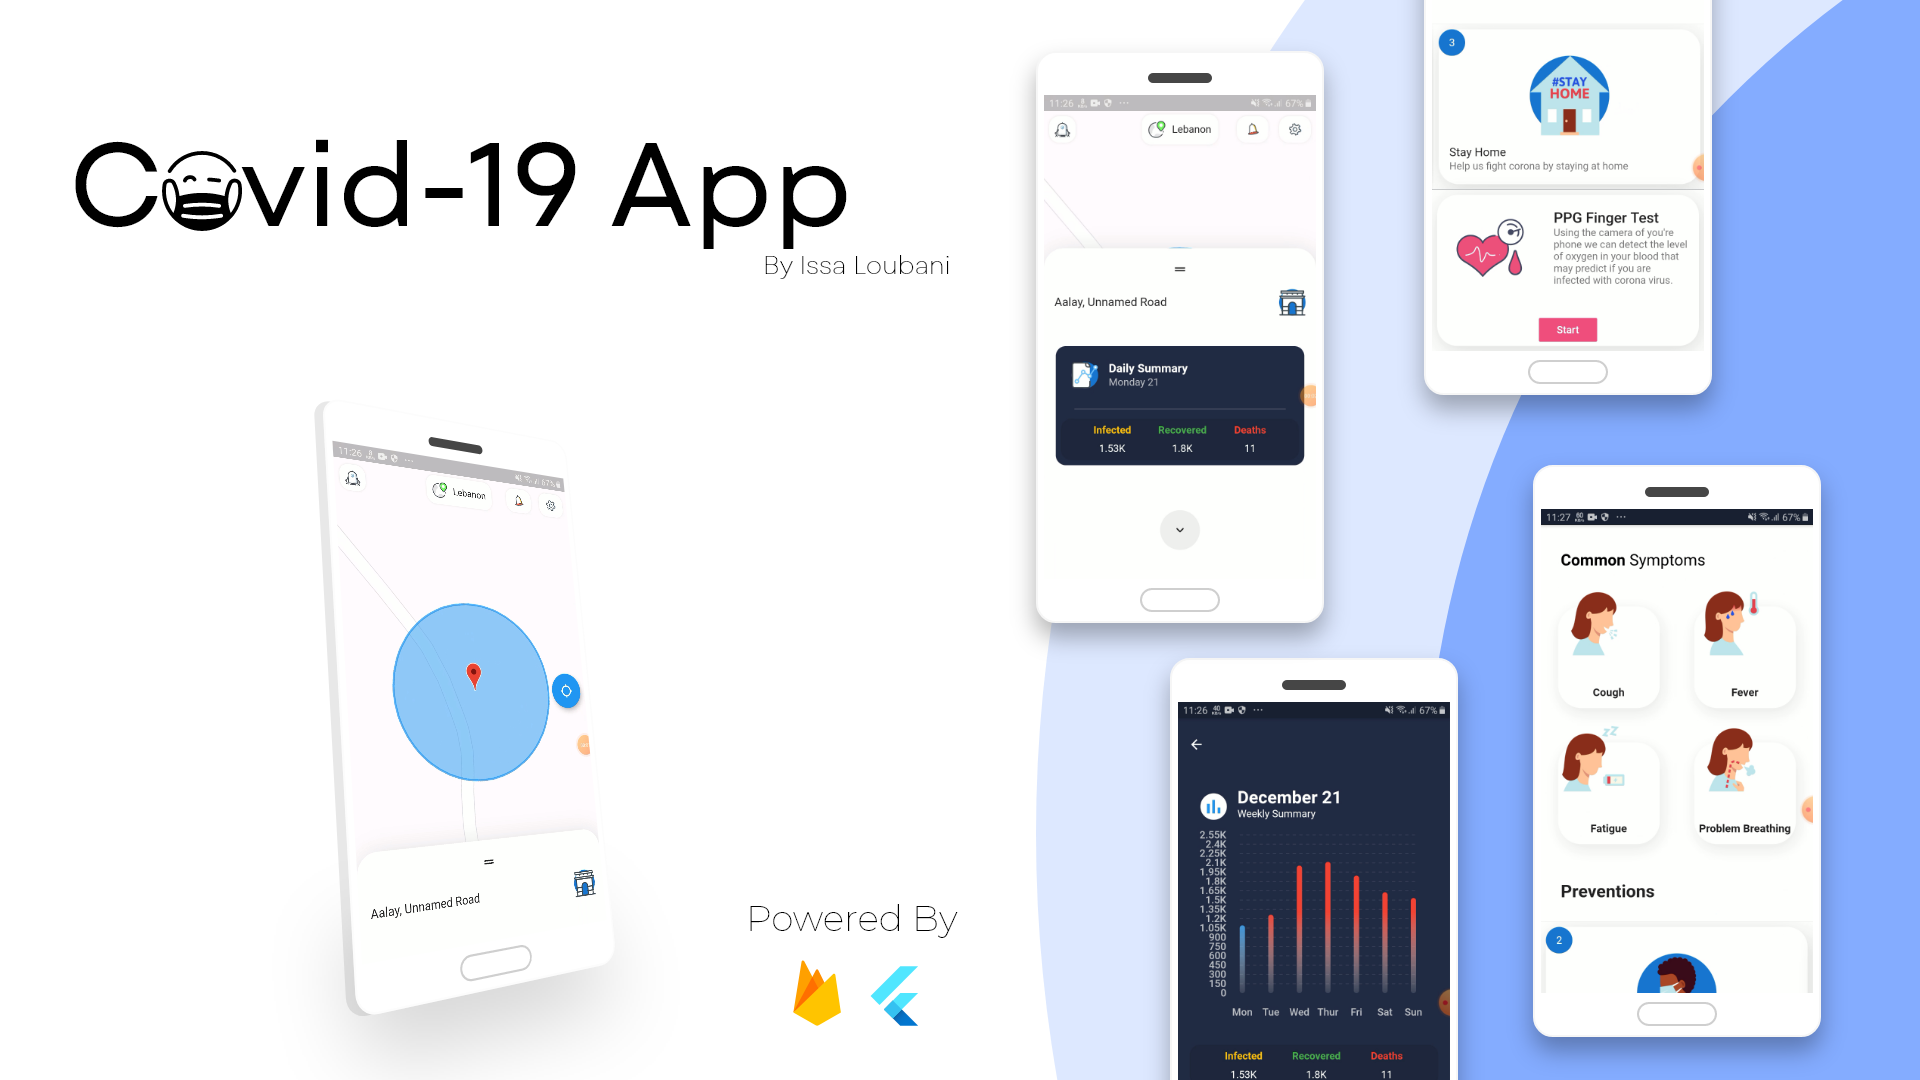 Covid-19 App
By Issa Loubani
11:26
67%
Lebanon
Aalay, Unnamed Road
Powered By
11:26
67%
Lebanon
Aalay, Unnamed Road
Daily Summary
Monday 21
Infected Recovered Deaths
1.53K 1.8K 11
3
#STAY
HOME
Stay Home
Help us fight corona by staying at home
PPG Finger Test
Using the camera of you're
phone we can detect the level
of oxygen in your blood that
may predict if you are
infected with corona virus.
Start
11:26
67%
December 21
Weekly Summary
2.55K
2.4K
2.25K
2.1K
1.95K
1.8K
1.65K
1.5K
1.35K
1.2K
1.05K
900
750
600
450
300
150
0
Mon Tue Wed Thur Fri Sat Sun
Infected Recovered Deaths
1.53K 1.8K 11
11:27
67%
Common Symptoms
Cough Fever
zz
Fatigue Problem Breathing
Preventions
2